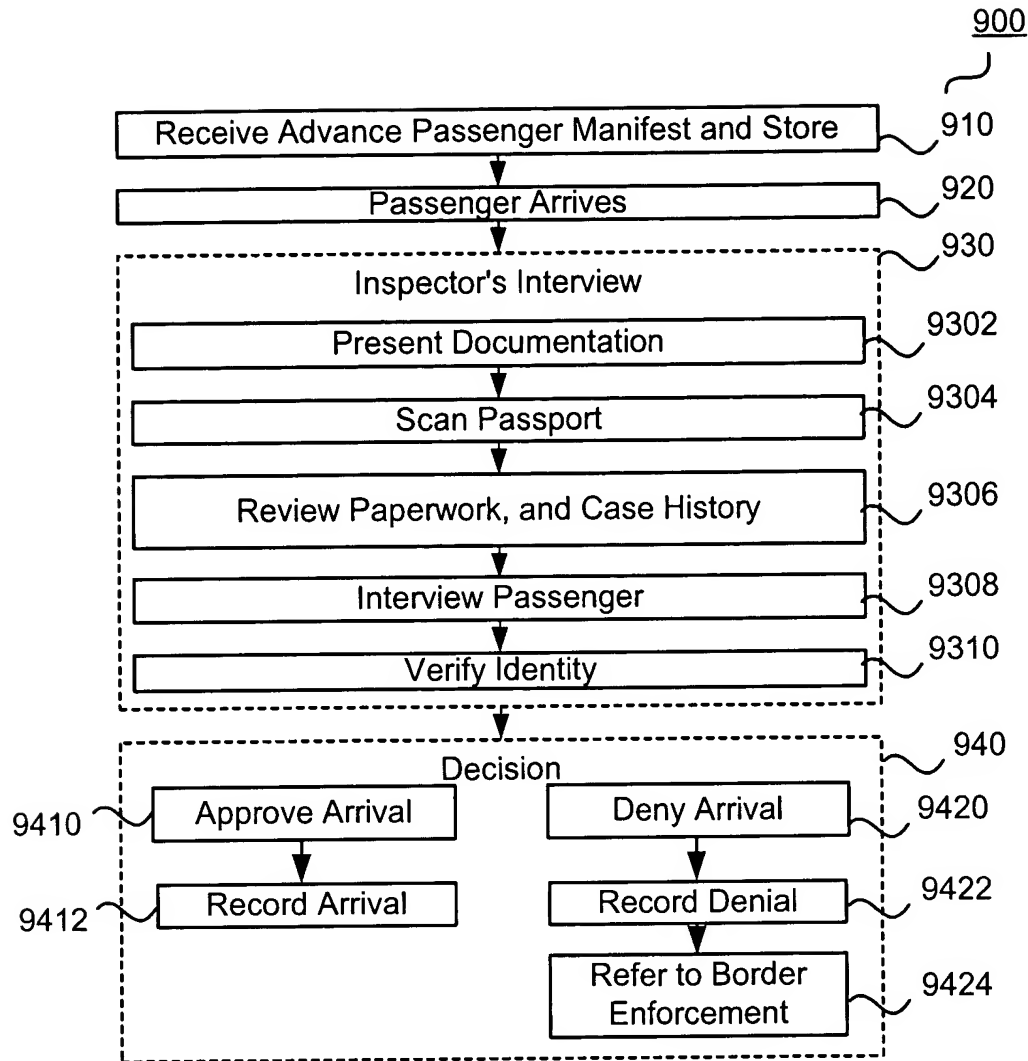 900
Receive Advance Passenger Manifest and Store
910
Passenger Arrives
920
930
Inspector's Interview
Present Documentation
9302
Scan Passport
9304
Review Paperwork, and Case History
9306
Interview Passenger
9308
Verify Identity
9310
940
Decision
9410
Approve Arrival
Deny Arrival
9420
9412
Record Arrival
Record Denial
9422
Refer to Border
Enforcement
9424